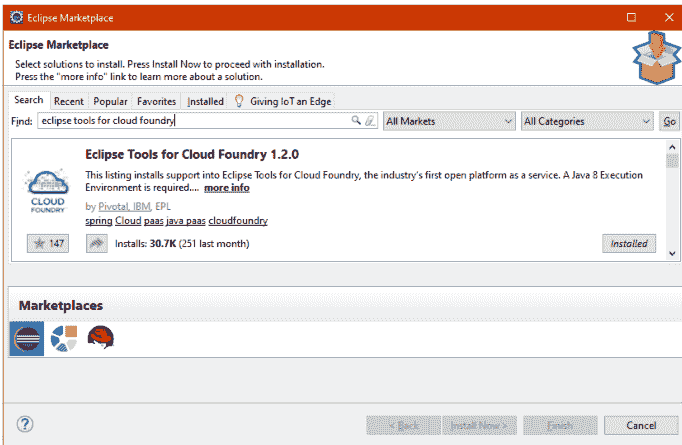 Eclipse Marketplace
Eclipse Marketplace
Select solutions to install. Press Install Now to proceed with installation.
Press the "more info" link to learn more about a solution.
Search Recent Popular Favorites Installed Giving IoT an Edge
Find: eclipse tools for cloud foundry All Markets All Categories Go
Eclipse Tools for Cloud Foundry 1.2.0
This listing installs support into Eclipse Tools for Cloud Foundry, the industry's first open platform as a service. A Java 8 Execution
Environment is required.... more info
CLOUD
FOUNDRY
by Pivotal, IBM, EPL
spring Cloud paas java paas cloudfoundry
147 Installs: 30.7K (251 last month) Installed
Marketplaces
? < Back Install Now > Finish Cancel